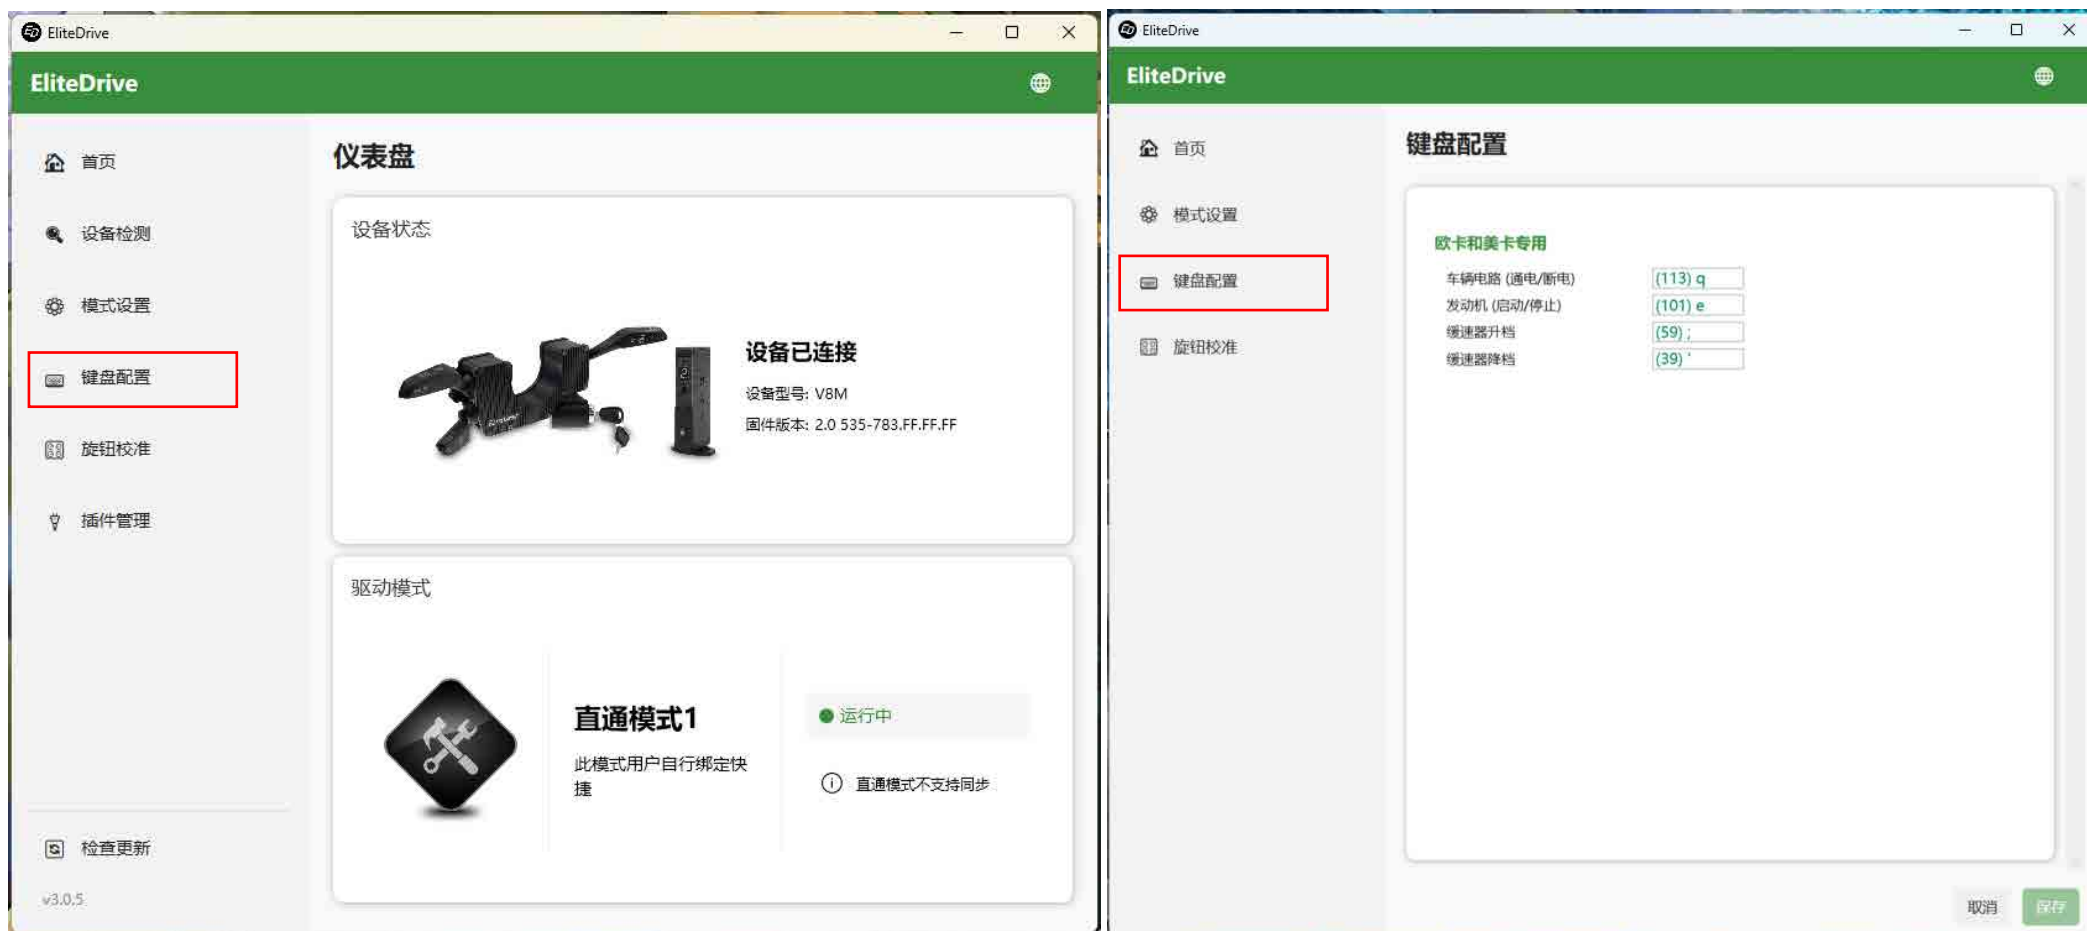 EliteDrive
EliteDrive
首页
设备检测
模式设置
键盘配置
旋钮校准
插件管理
检查更新
v3.0.5
仪表盘
设备状态
设备已连接
设备型号: V8M
固件版本: 2.0 535-783.FF.FF.FF
驱动模式
直通模式1
此模式用户自行绑定快
捷
运行中
直通模式不支持同步
EliteDrive
EliteDrive
首页
模式设置
键盘配置
旋钮校准
键盘配置
欧卡和美卡专用
车辆电路 (通电/断电) (113) q
发动机 (启动/停止) (101) e
缓速器升档 (59) ;
缓速器降档 (39) '
取消
保存